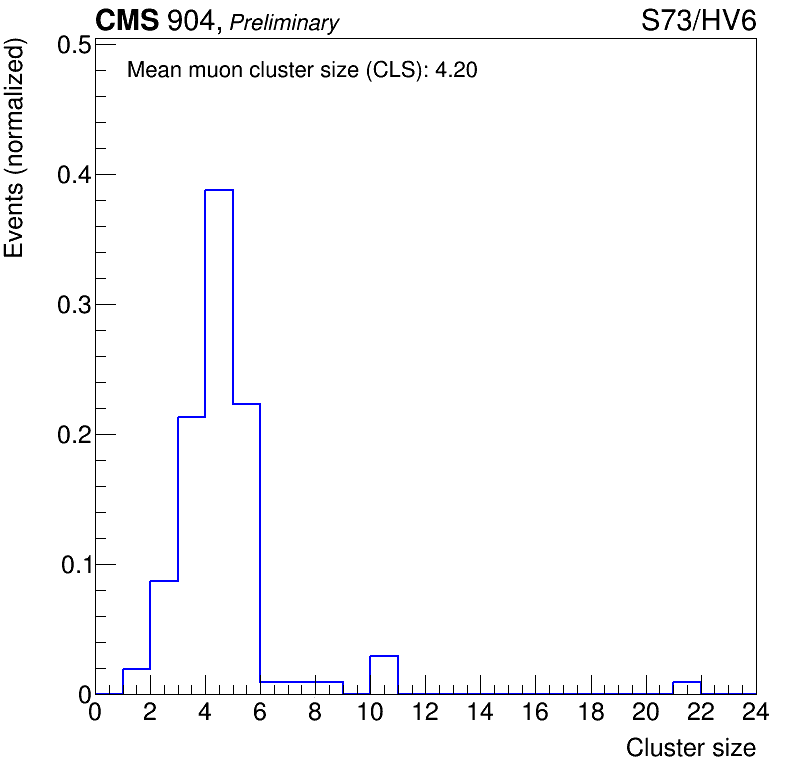 CMS 904, Preliminary S73/HV6
Mean muon cluster size (CLS): 4.20
Events (normalized)
0.5
0.4
0.3
0.2
0.1
0
0 2 4 6 8 10 12 14 16 18 20 22 24
Cluster size